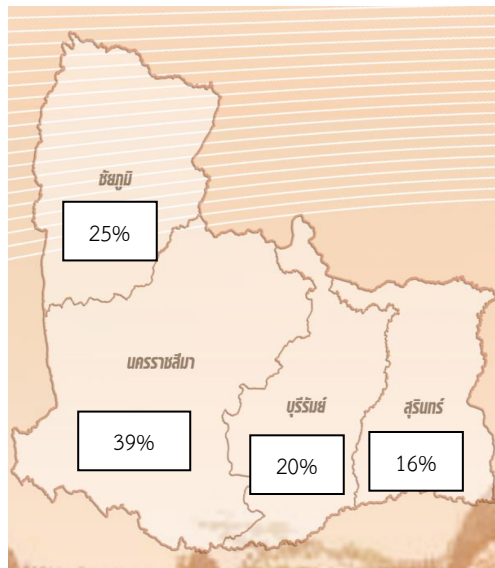 ชัยภูมิ
25%
นครราชสีมา
39%
บุรีรัมย์
20%
สุรินทร์
16%